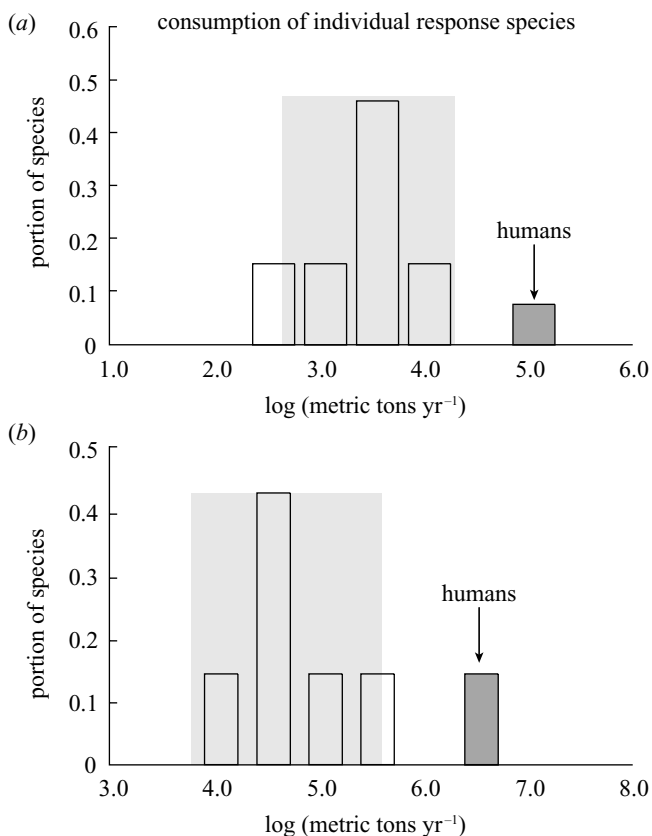 (a) consumption of individual response species
0.6
0.5
0.4
0.3
0.2
0.1
0
portion of species
humans
1.0 2.0 3.0 4.0 5.0 6.0
log (metric tons yr⁻¹)
(b)
0.5
0.4
0.3
0.2
0.1
0
portion of species
humans
3.0 4.0 5.0 6.0 7.0 8.0
log (metric tons yr⁻¹)